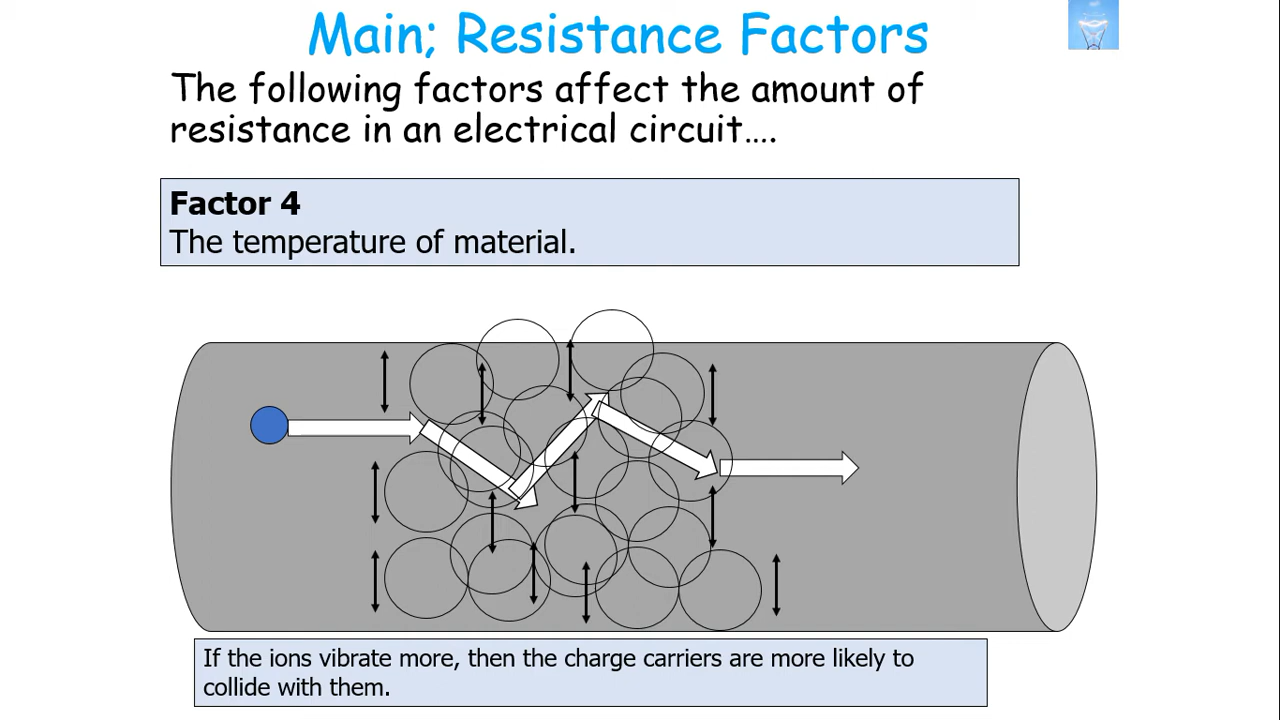 Main; Resistance Factors
The following factors affect the amount of
resistance in an electrical circuit....
Factor 4
The temperature of material.
If the ions vibrate more, then the charge carriers are more likely to
collide with them.